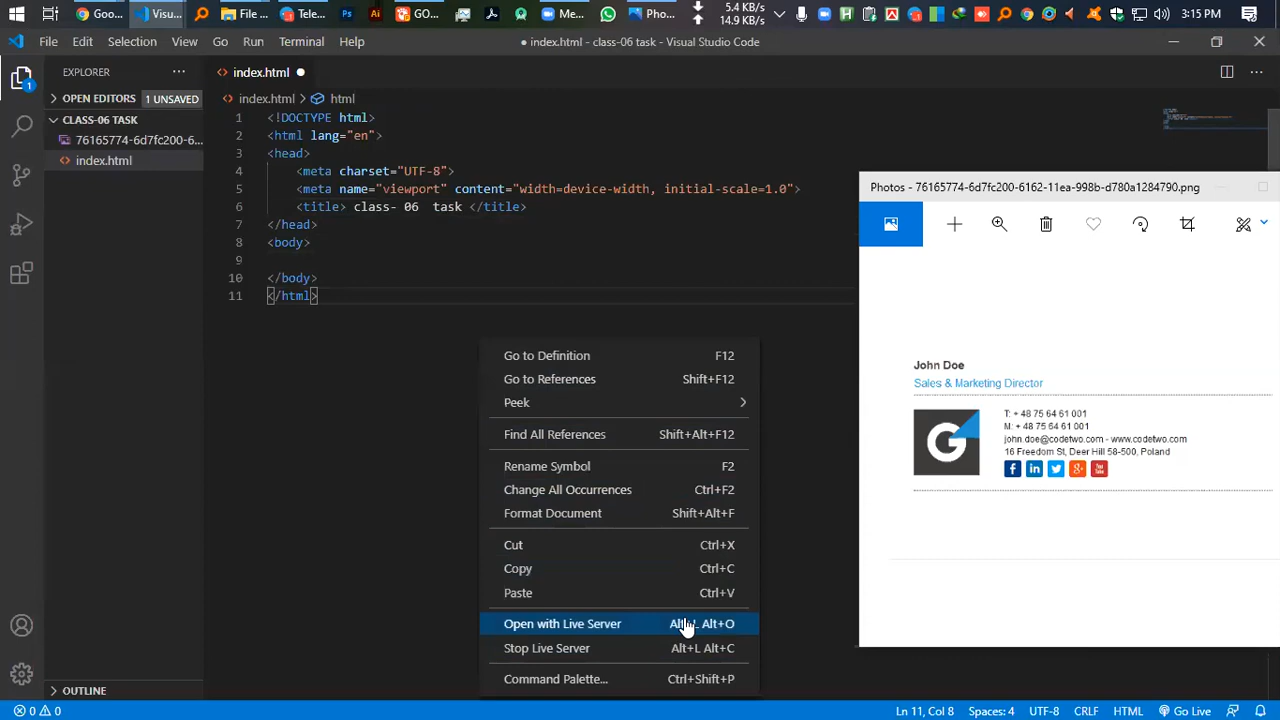 Goo... Visu... File ... Tele... GO... Me... Pho... 5.4 KB/s 14.9 KB/s 3:15 PM
File Edit Selection View Go Run Terminal Help ● index.html - class-06 task - Visual Studio Code
EXPLORER
index.html
OPEN EDITORS 1 UNSAVED
CLASS-06 TASK
76165774-6d7fc200-6...
index.html
OUTLINE
index.html > html
1 <!DOCTYPE html>
2 <html lang="en">
3 <head>
4 <meta charset="UTF-8">
5 <meta name="viewport" content="width=device-width, initial-scale=1.0">
6 <title> class- 06  task </title>
7 </head>
8 <body>
9
10 </body>
11 </html>
Go to Definition F12
Go to References Shift+F12
Peek
Find All References Shift+Alt+F12
Rename Symbol F2
Change All Occurrences Ctrl+F2
Format Document Shift+Alt+F
Cut Ctrl+X
Copy Ctrl+C
Paste Ctrl+V
Open with Live Server Alt+L Alt+O
Stop Live Server Alt+L Alt+C
Command Palette... Ctrl+Shift+P
Photos - 76165774-6d7fc200-6162-11ea-998b-d780a1284790.png
John Doe
Sales & Marketing Director
G
T: + 48 75 64 61 001
M: + 48 75 64 61 001
john.doe@codetwo.com - www.codetwo.com
16 Freedom St, Deer Hill 58-500, Poland
f in g+ You Tube
0 0 Ln 11, Col 8 Spaces: 4 UTF-8 CRLF HTML Go Live